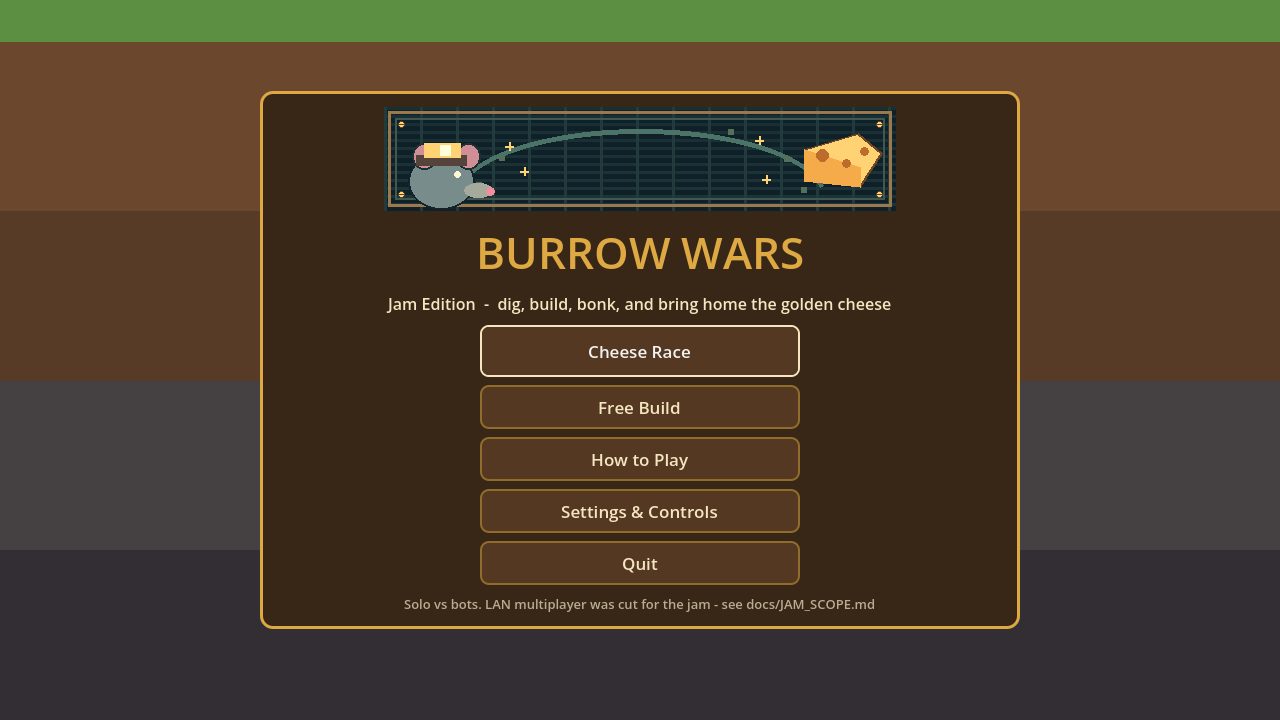 BURROW WARS
Jam Edition - dig, build, bonk, and bring home the golden cheese
Cheese Race
Free Build
How to Play
Settings & Controls
Quit
Solo vs bots. LAN multiplayer was cut for the jam - see docs/JAM_SCOPE.md